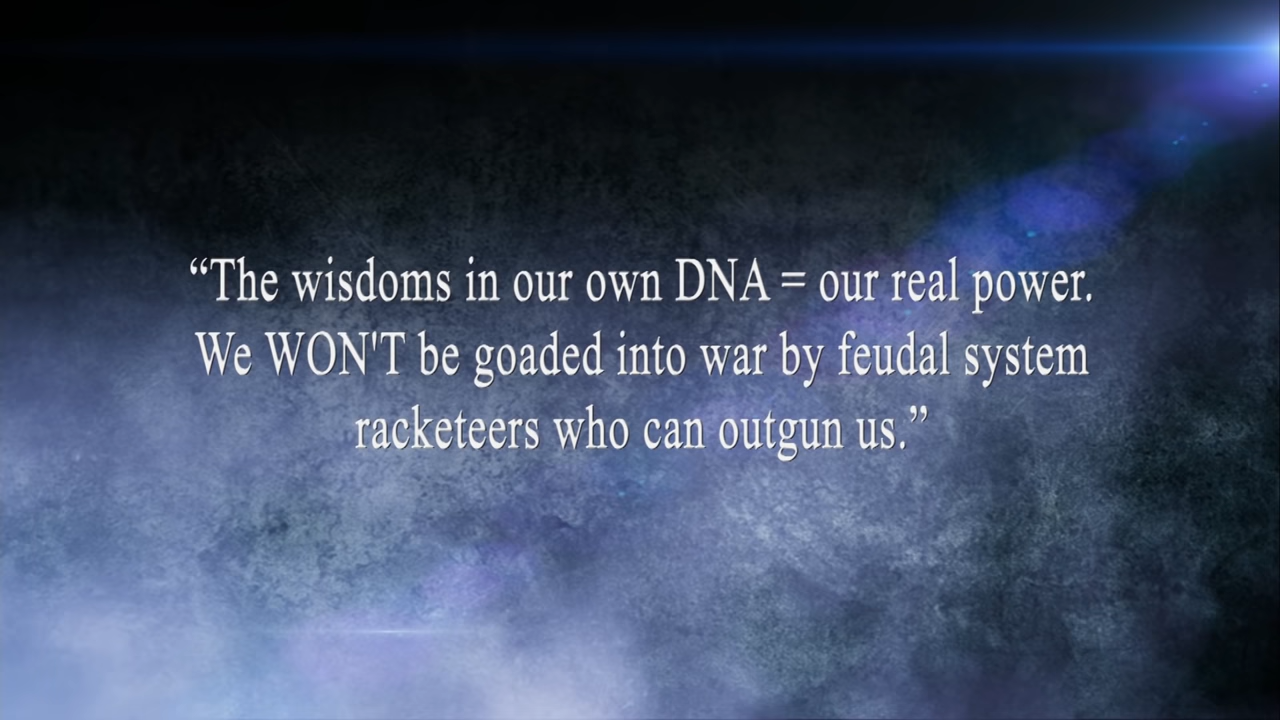 “The wisdoms in our own DNA = our real power.
We WON'T be goaded into war by feudal system
racketeers who can outgun us.”